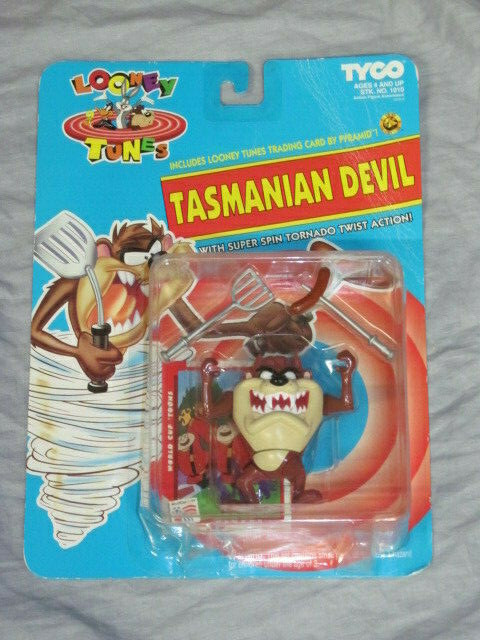 LOONEY
TUNES
TYCO
AGES 4 AND UP
STK. NO. 1010
INCLUDES LOONEY TUNES TRADING CARD BY PYRAMID™!
TASMANIAN DEVIL
WITH SUPER SPIN TORNADO TWIST ACTION!
WORLD CUP TOONS